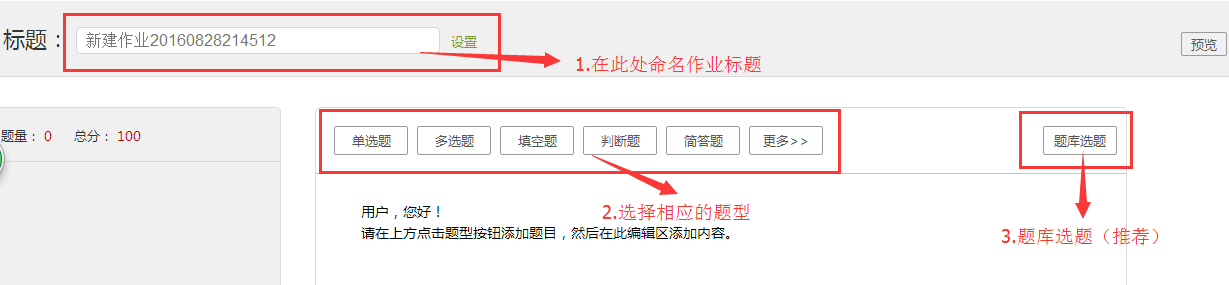 标题： 新建作业20160828214512 设置
预览
1.在此处命名作业标题
题量： 0 总分： 100
单选题 多选题 填空题 判断题 简答题 更多>> 题库选题
2.选择相应的题型
用户，您好！
请在上方点击题型按钮添加题目，然后在此编辑区添加内容。
3.题库选题（推荐）